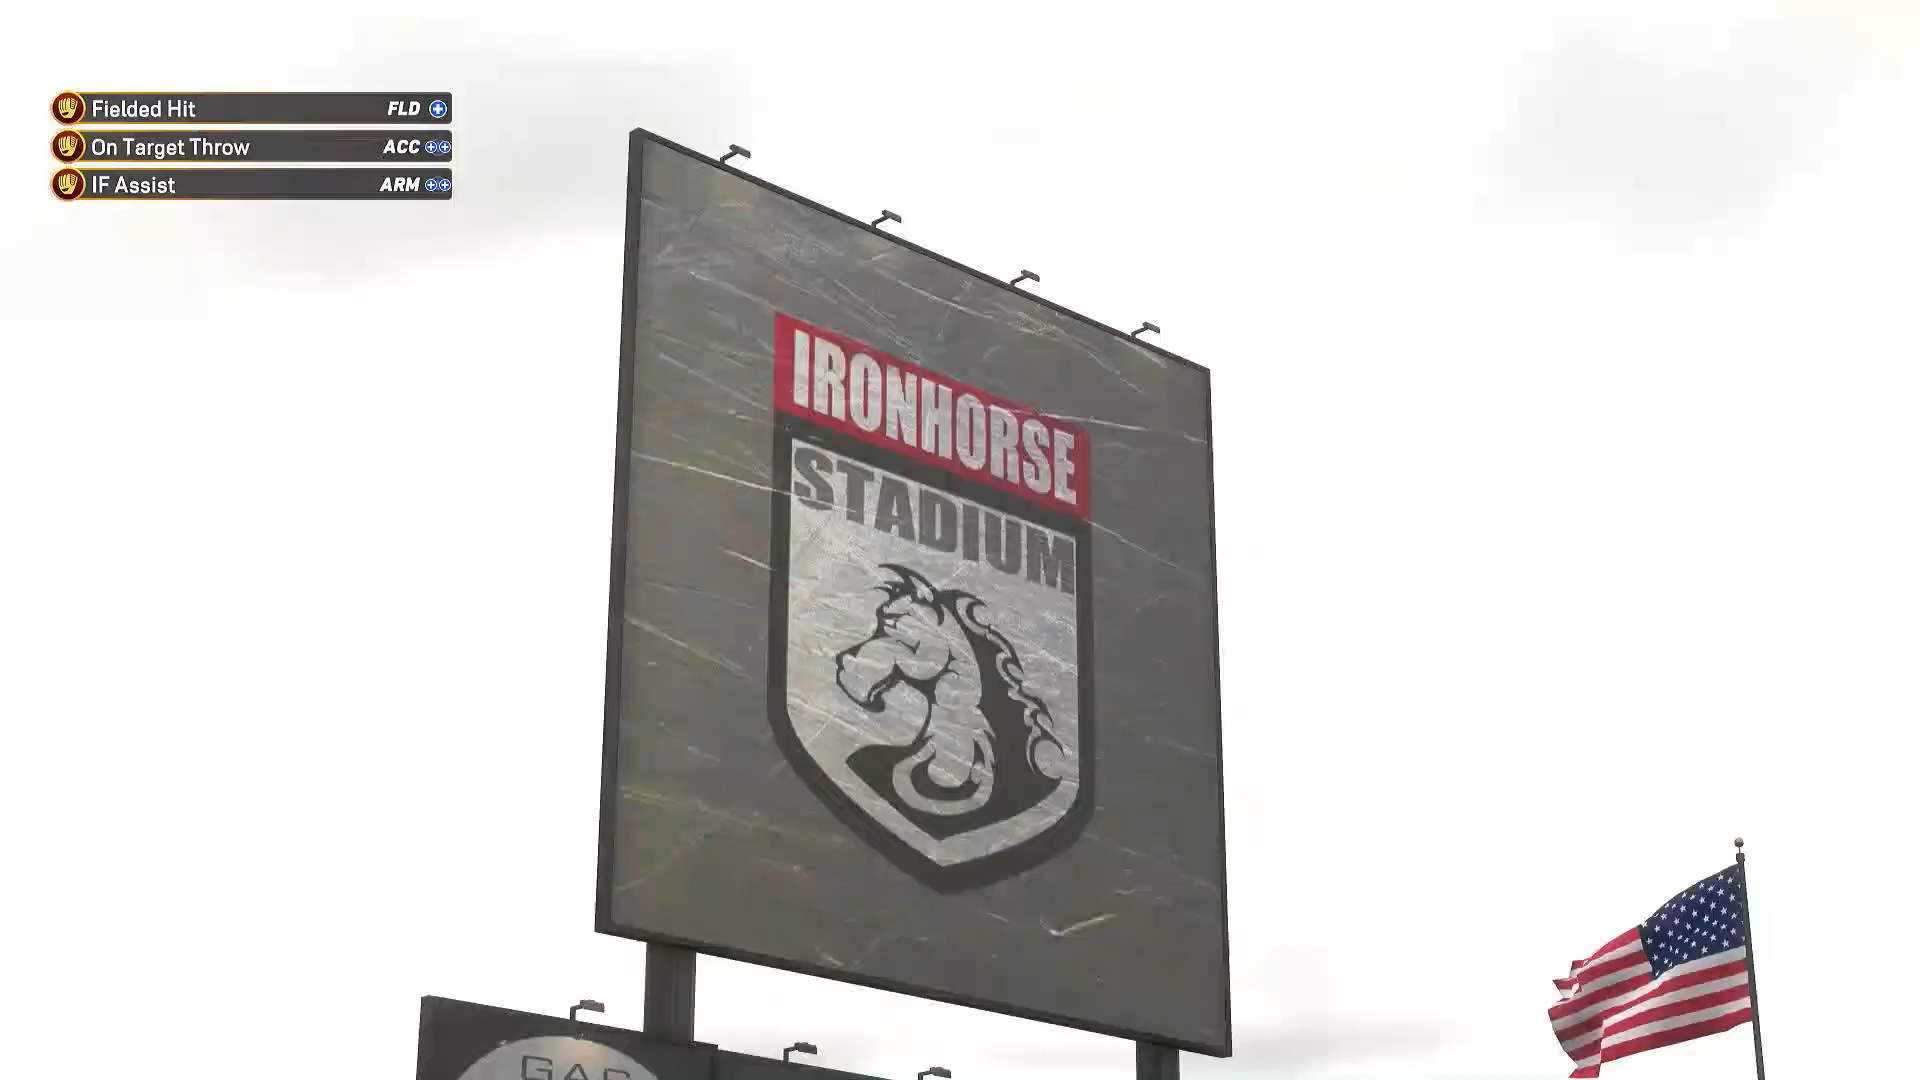 Fielded Hit FLD
On Target Throw ACC
IF Assist ARM
IRONHORSE
STADIUM